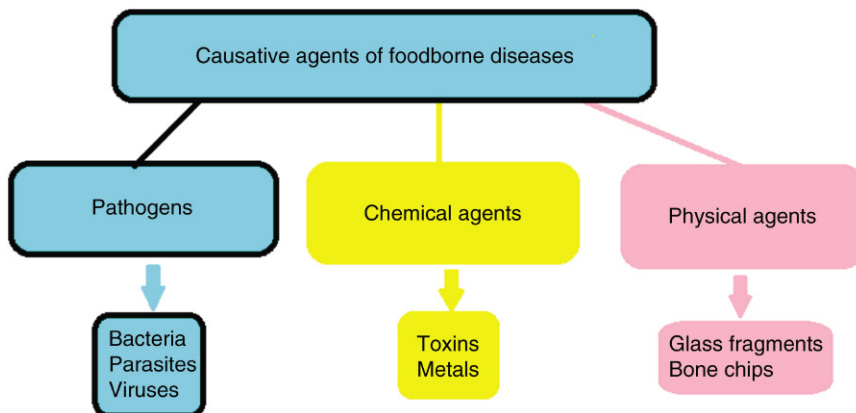 Causative agents of foodborne diseases
Pathogens
Chemical agents
Physical agents
Bacteria
Parasites
Viruses
Toxins
Metals
Glass fragments
Bone chips